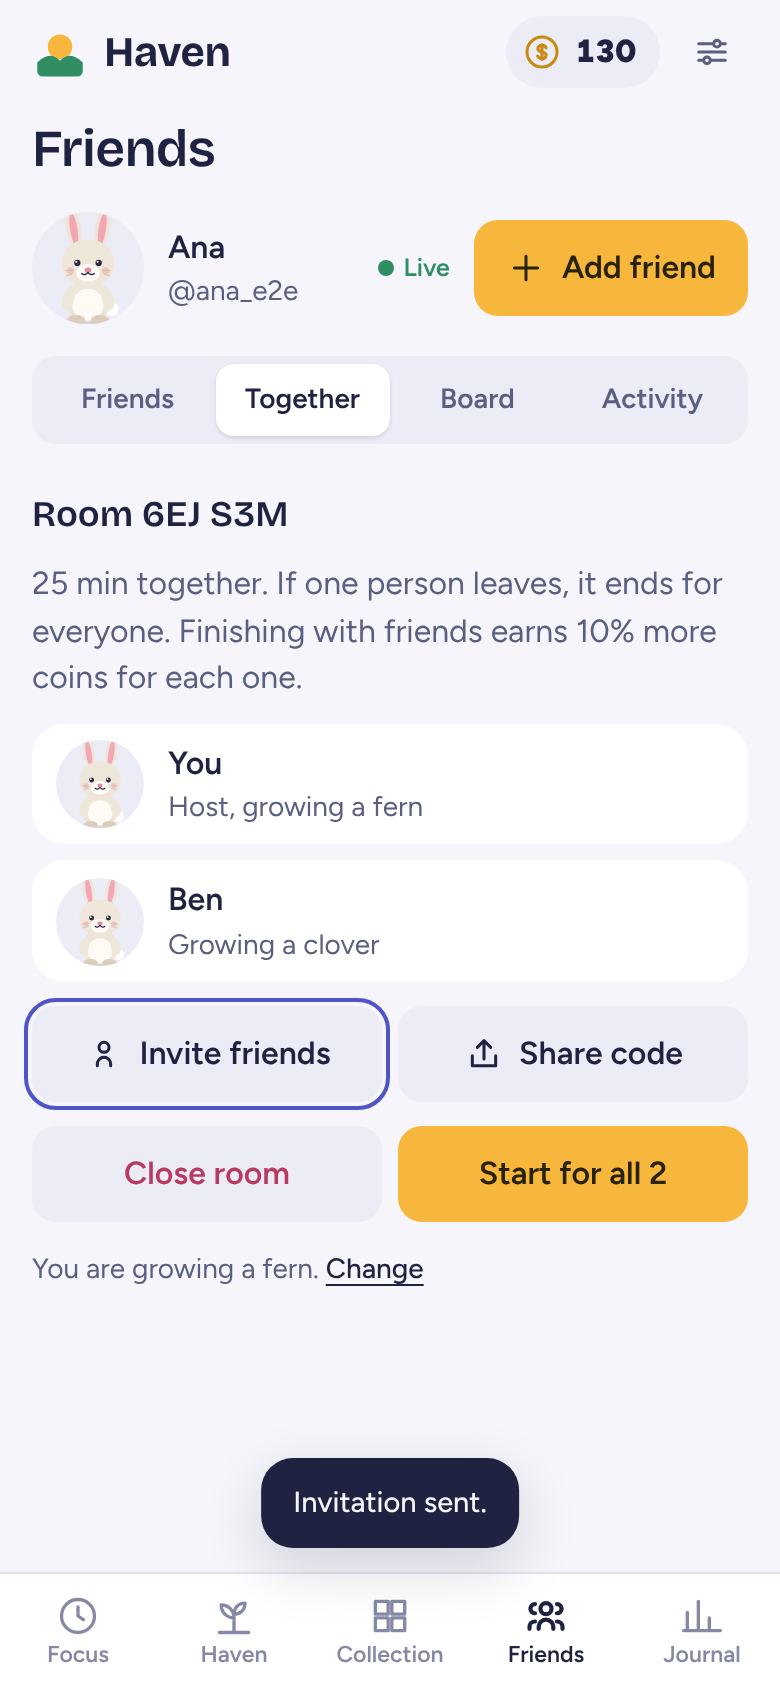 Haven
130
Friends
Ana
@ana_e2e
Live
Add friend
Friends
Together
Board
Activity
Room 6EJ S3M
25 min together. If one person leaves, it ends for
everyone. Finishing with friends earns 10% more
coins for each one.
You
Host, growing a fern
Ben
Growing a clover
Invite friends
Share code
Close room
Start for all 2
You are growing a fern. Change
Invitation sent.
Focus
Haven
Collection
Friends
Journal